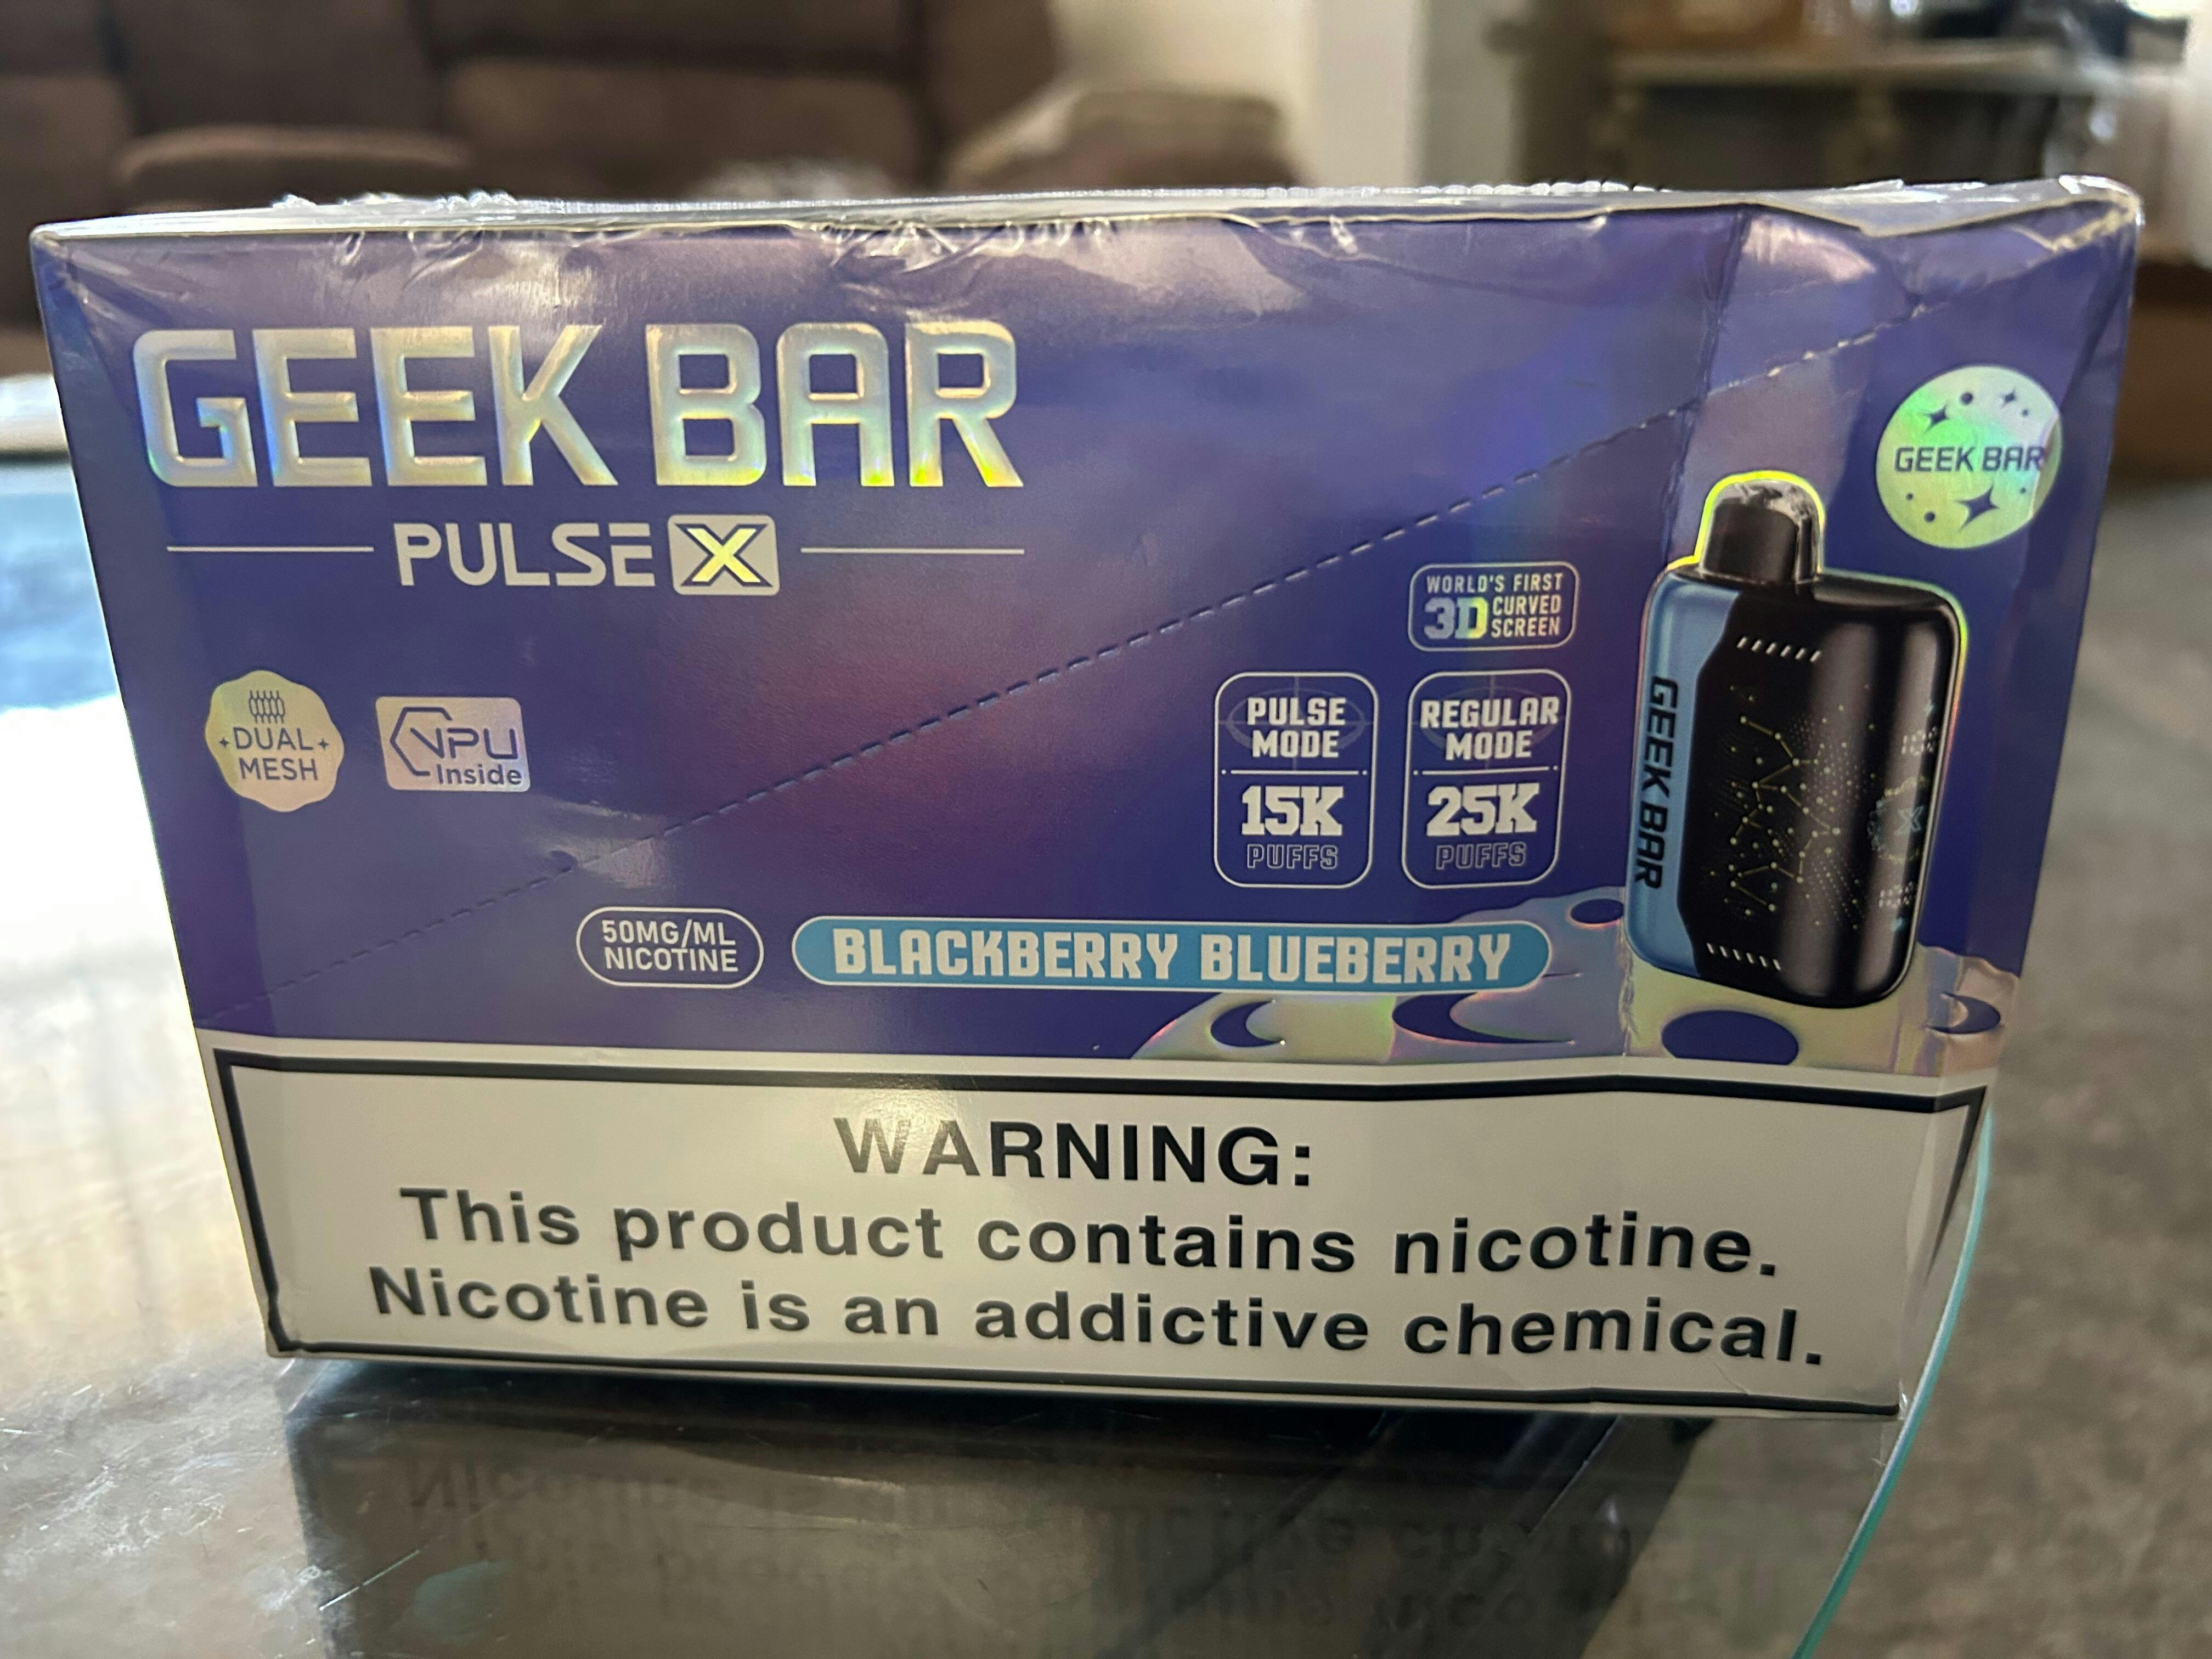 GEEK BAR
PULSE X
GEEK BAR
DUAL
MESH
VPU
Inside
WORLD'S FIRST
3D CURVED
SCREEN
PULSE
MODE
15K
PUFFS
REGULAR
MODE
25K
PUFFS
GEEK BAR
50MG/ML
NICOTINE
BLACKBERRY BLUEBERRY
WARNING:
This product contains nicotine.
Nicotine is an addictive chemical.